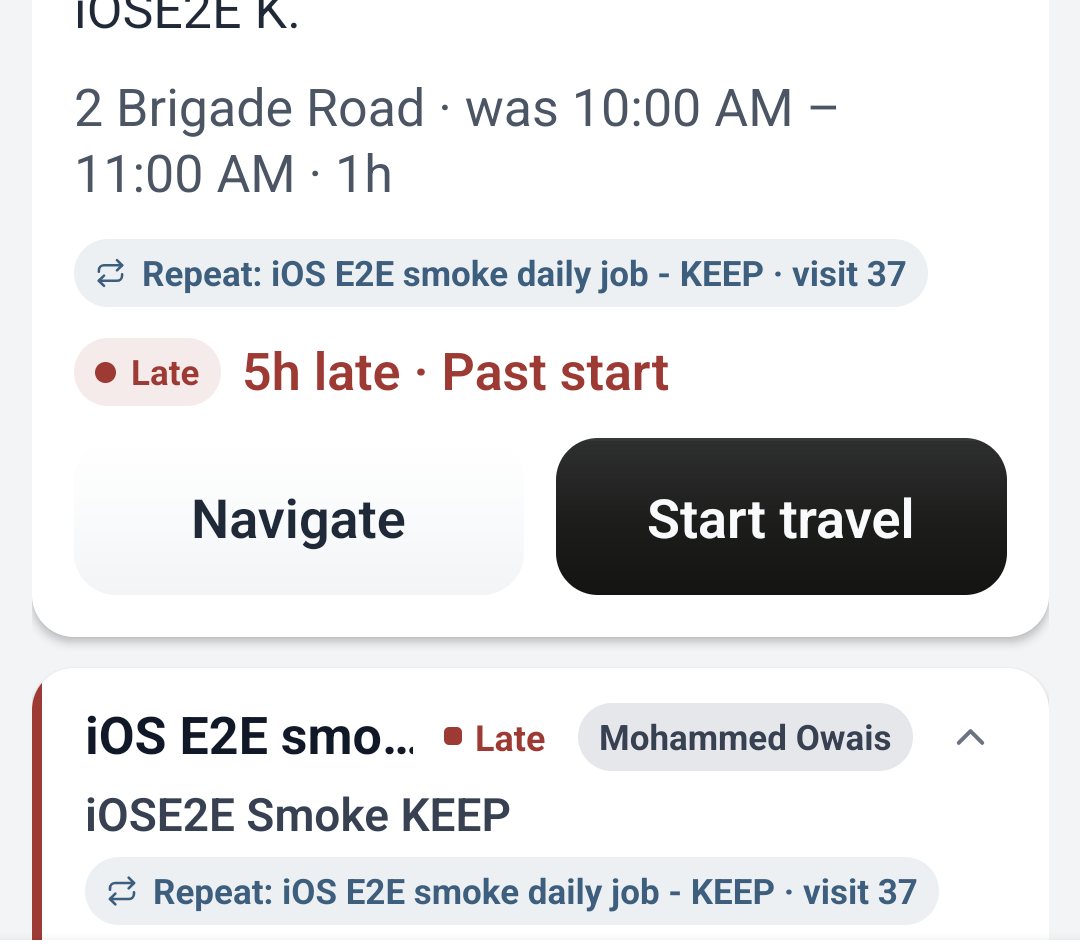 iOSE2E K.
2 Brigade Road · was 10:00 AM –
11:00 AM · 1h
Repeat: iOS E2E smoke daily job - KEEP · visit 37
Late 5h late · Past start
Navigate Start travel
iOS E2E smo... Late Mohammed Owais
iOSE2E Smoke KEEP
Repeat: iOS E2E smoke daily job - KEEP · visit 37